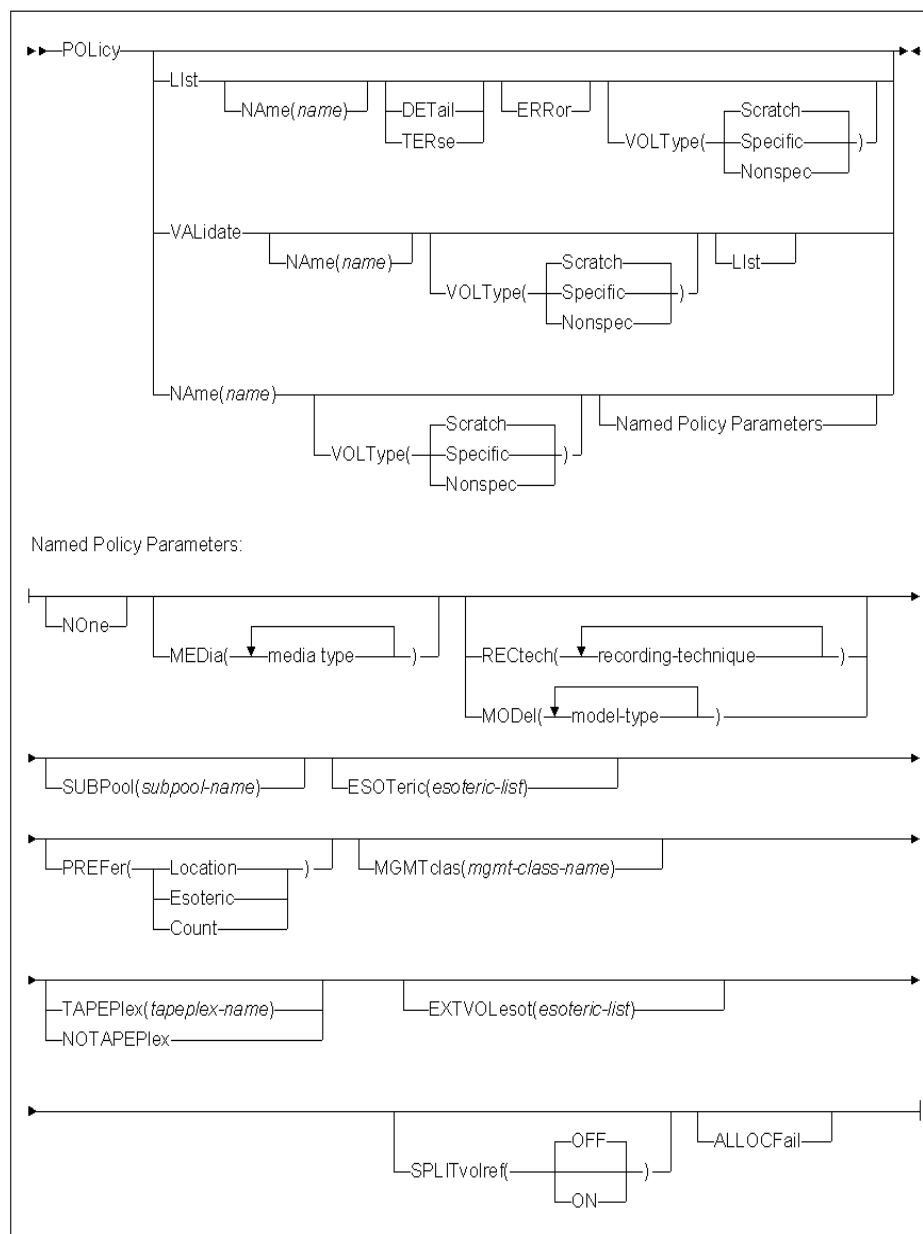 POLicy
LIst
NAme(name)
DETail
TERse
ERRor
VOLType(
Scratch
Specific
Nonspec
)
VALidate
NAme(name)
VOLType(
Scratch
Specific
Nonspec
)
LIst
NAme(name)
VOLType(
Scratch
Specific
Nonspec
)
Named Policy Parameters
Named Policy Parameters:
NOne
MEDia( media type )
RECtech( recording-technique )
MODel( model-type )
SUBPool(subpool-name)
ESOTeric(esoteric-list)
PREFer(
Location
Esoteric
Count
)
MGMTclas(mgmt-class-name)
TAPEPlex(tapeplex-name)
NOTAPEPlex
EXTVOLesot(esoteric-list)
SPLITvolref(
OFF
ON
)
ALLOCFail